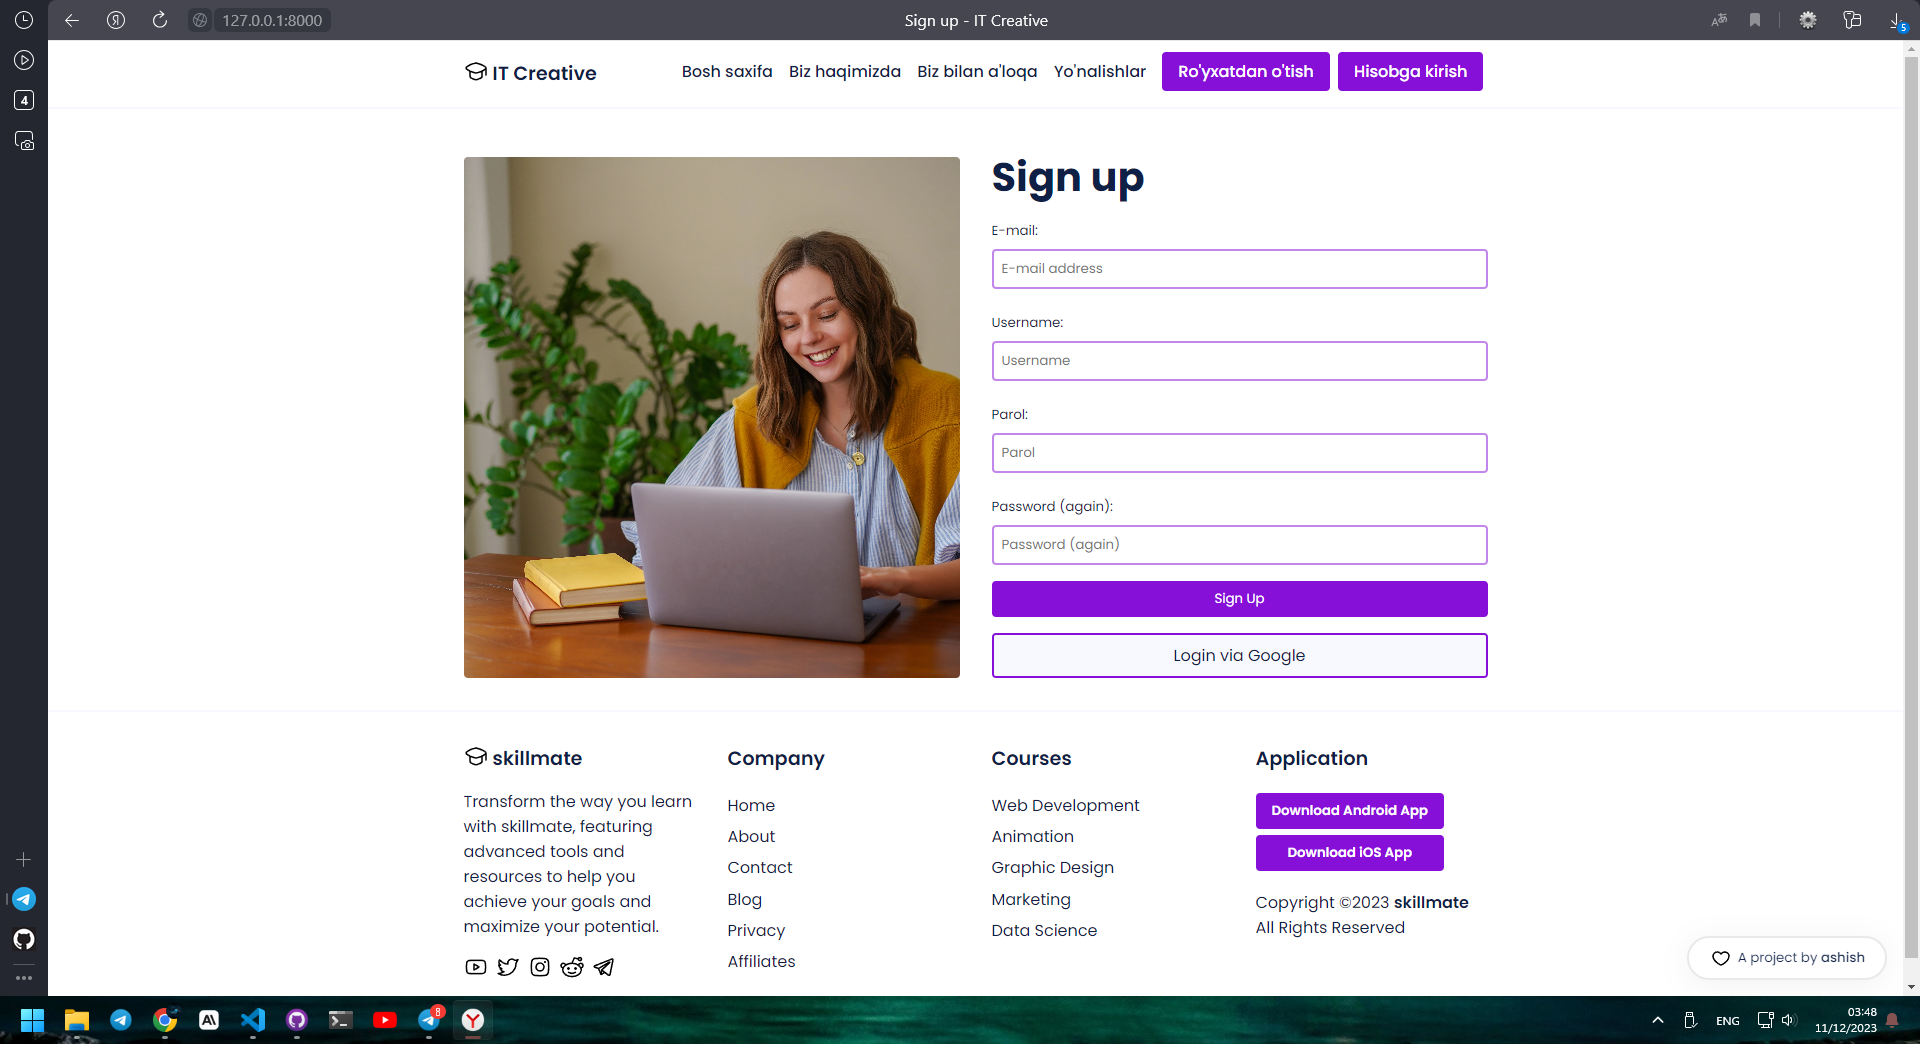 127.0.0.1:8000
Sign up - IT Creative
5
4
IT Creative
Bosh saxifa
Biz haqimizda
Biz bilan a'loqa
Yo'nalishlar
Ro'yxatdan o'tish
Hisobga kirish
Sign up
E-mail:
E-mail address
Username:
Username
Parol:
Parol
Password (again):
Password (again)
Sign Up
Login via Google
skillmate
Transform the way you learn
with skillmate, featuring
advanced tools and
resources to help you
achieve your goals and
maximize your potential.
Company
Home
About
Contact
Blog
Privacy
Affiliates
Courses
Web Development
Animation
Graphic Design
Marketing
Data Science
Application
Download Android App
Download iOS App
Copyright ©2023 skillmate
All Rights Reserved
A project by ashish
8
ENG
03:48
11/12/2023